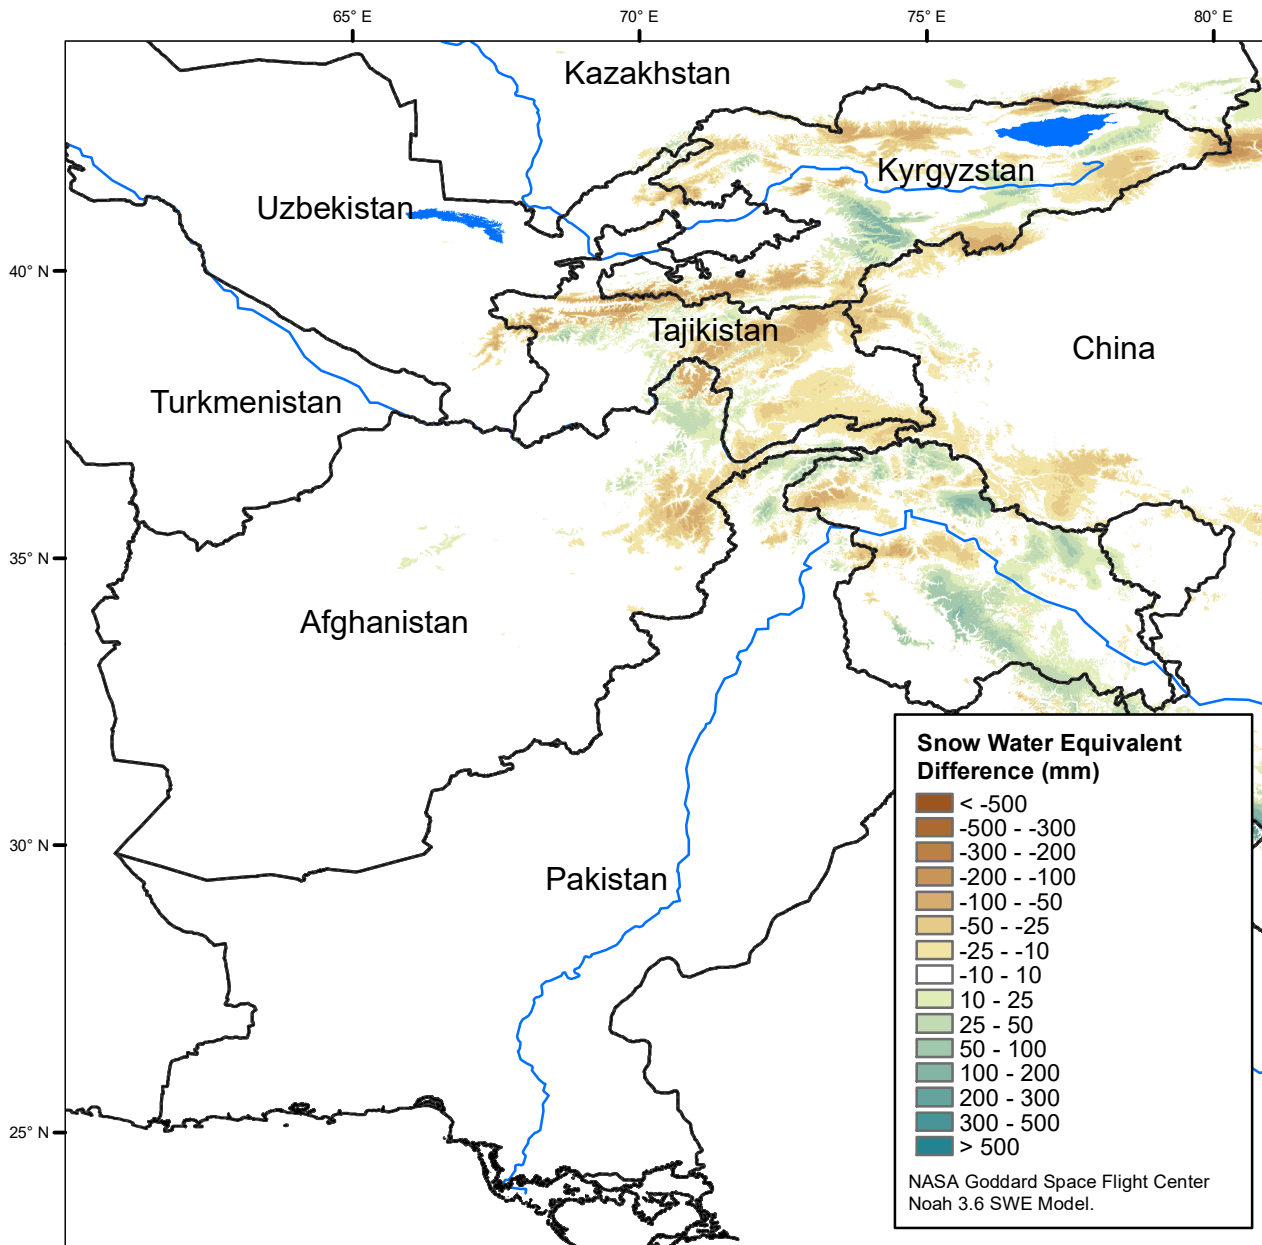 65° E
70° E
75° E
80° E
Kazakhstan
Kyrgyzstan
Uzbekistan
40° N
Tajikistan
China
Turkmenistan
35° N
Afghanistan
Snow Water Equivalent
Difference (mm)
< -500
-500 - -300
-300 - -200
-200 - -100
-100 - -50
-50 - -25
-25 - -10
-10 - 10
10 - 25
25 - 50
50 - 100
100 - 200
200 - 300
300 - 500
> 500
30° N
Pakistan
25° N
NASA Goddard Space Flight Center
Noah 3.6 SWE Model.